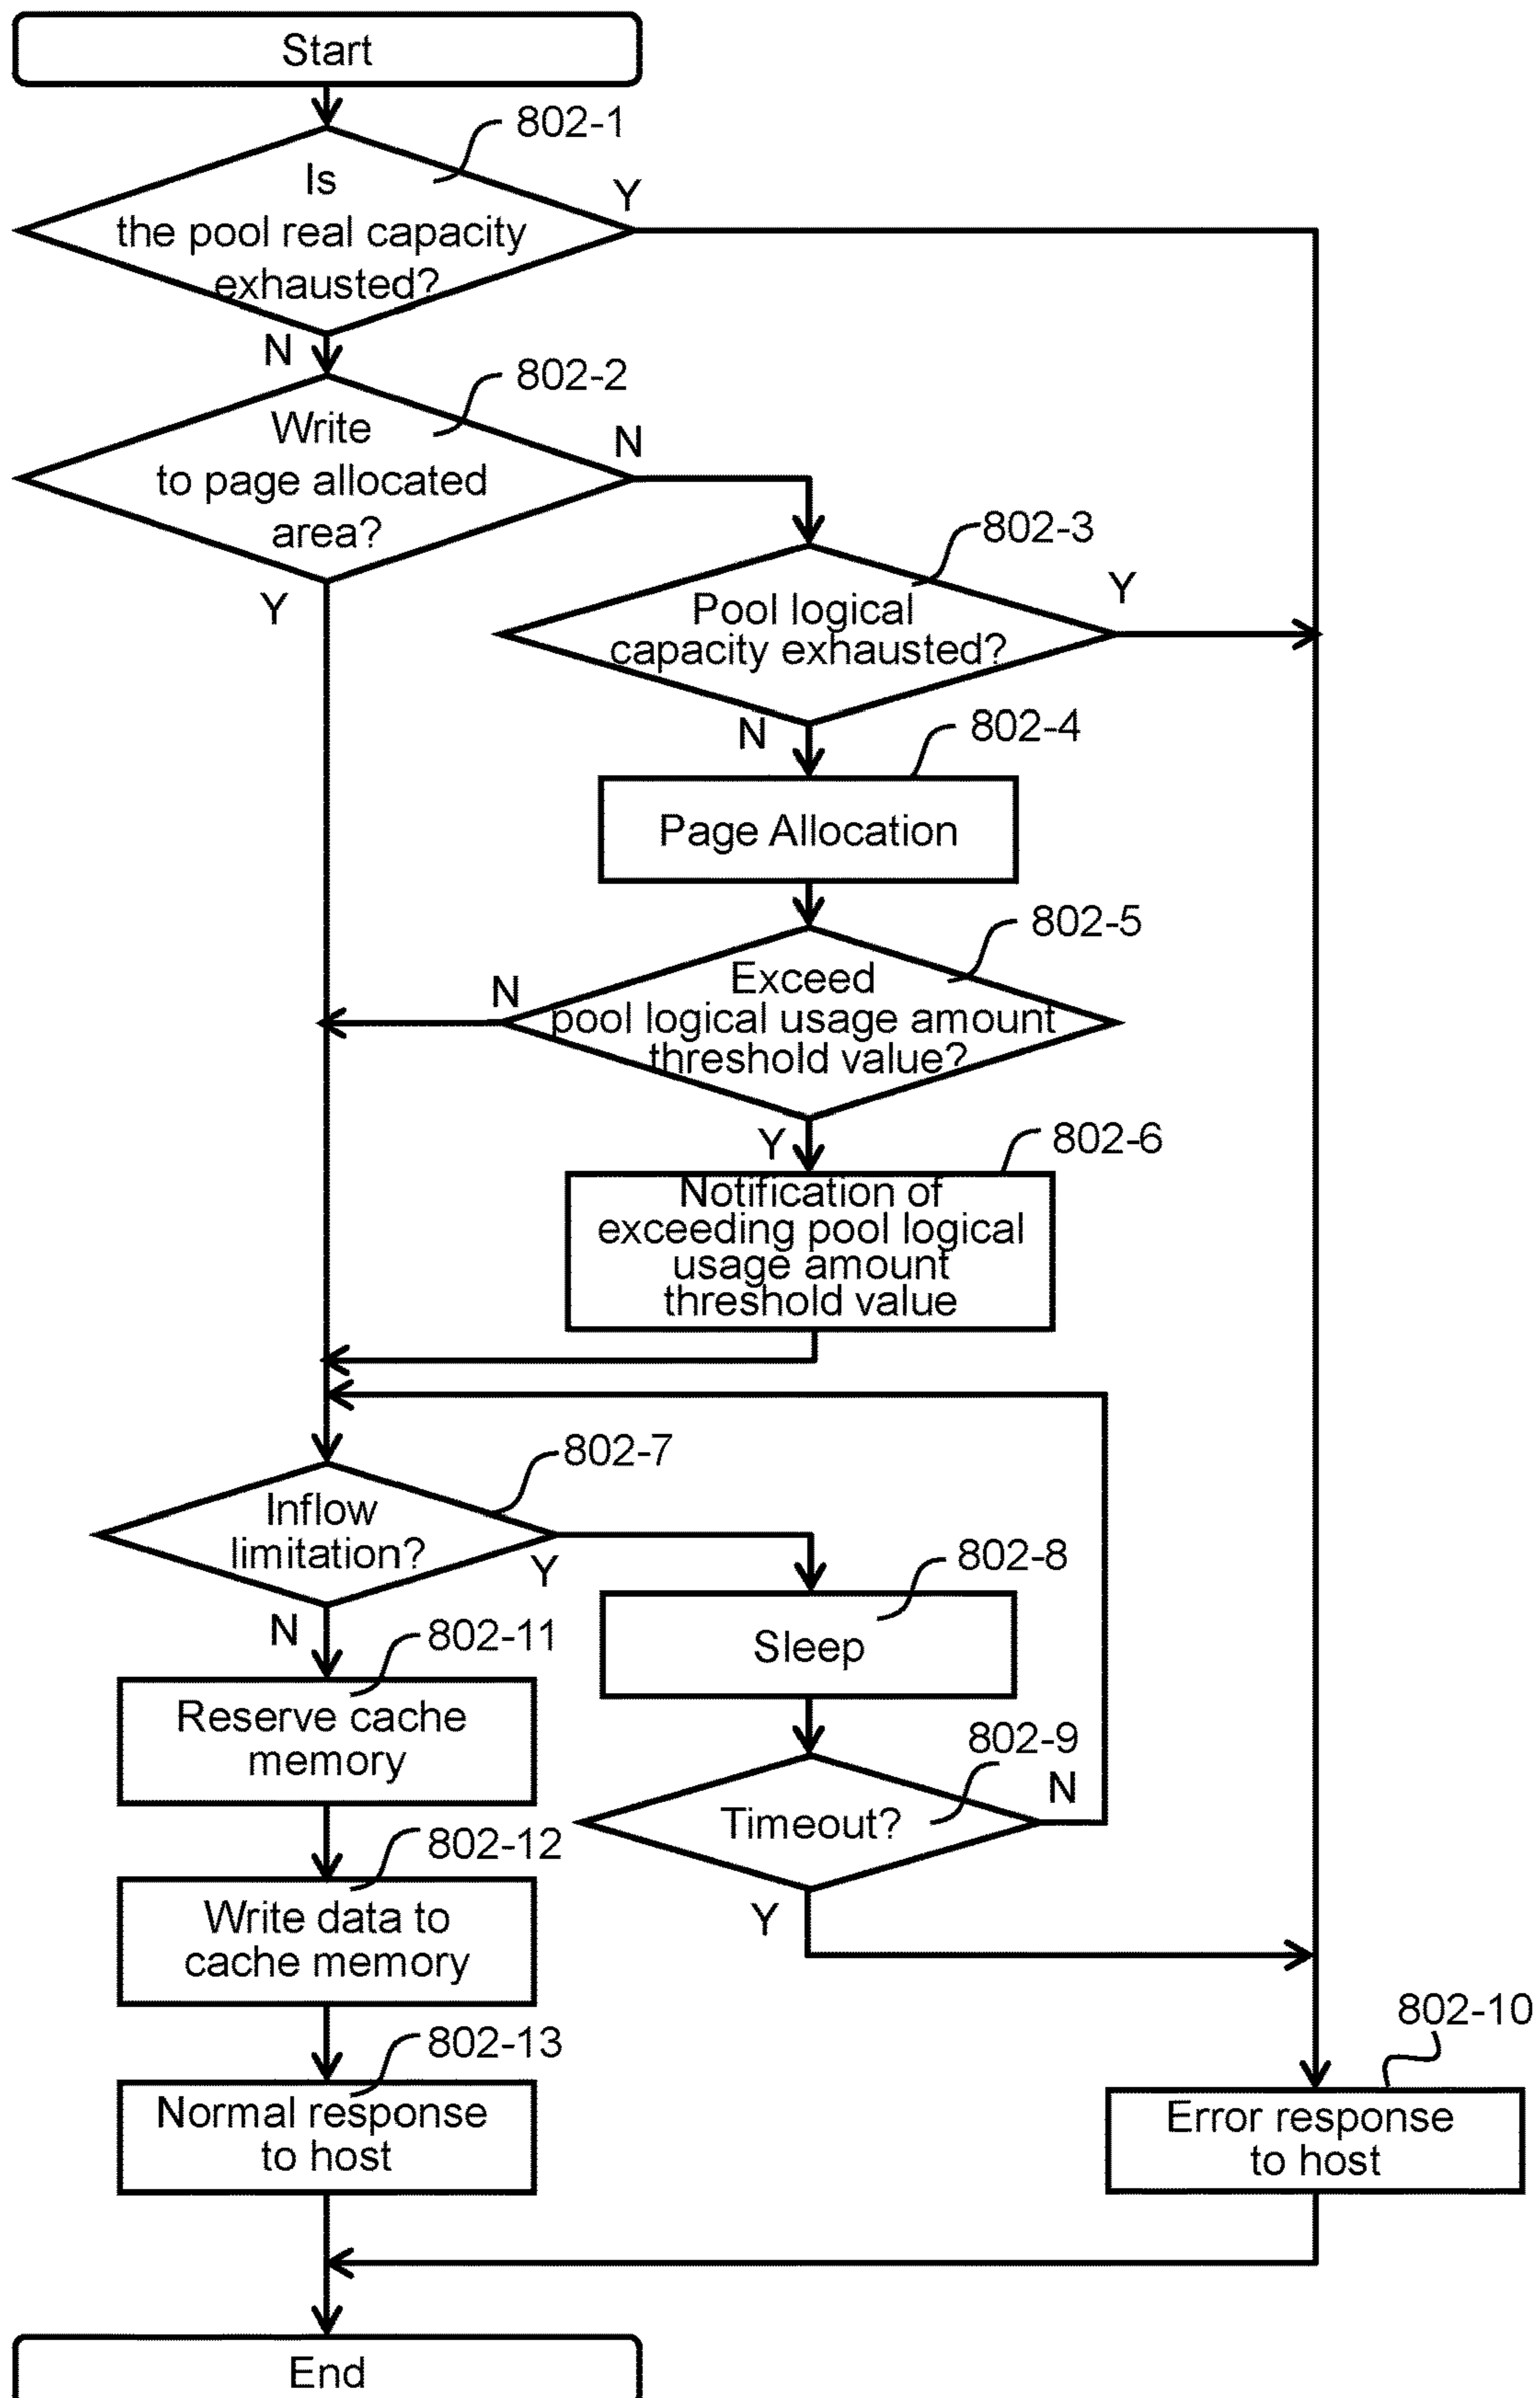 Start
802-1
Is
the pool real capacity
exhausted?
Y
N
802-2
Write
to page allocated
area?
N
Y
802-3
Pool logical
capacity exhausted?
Y
N
802-4
Page Allocation
802-5
Exceed
pool logical usage amount
threshold value?
N
Y
802-6
Notification of
exceeding pool logical
usage amount
threshold value
802-7
Inflow
limitation?
Y
N
802-8
Sleep
802-9
Timeout?
N
Y
802-11
Reserve cache
memory
802-12
Write data to
cache memory
802-13
Normal response
to host
802-10
Error response
to host
End